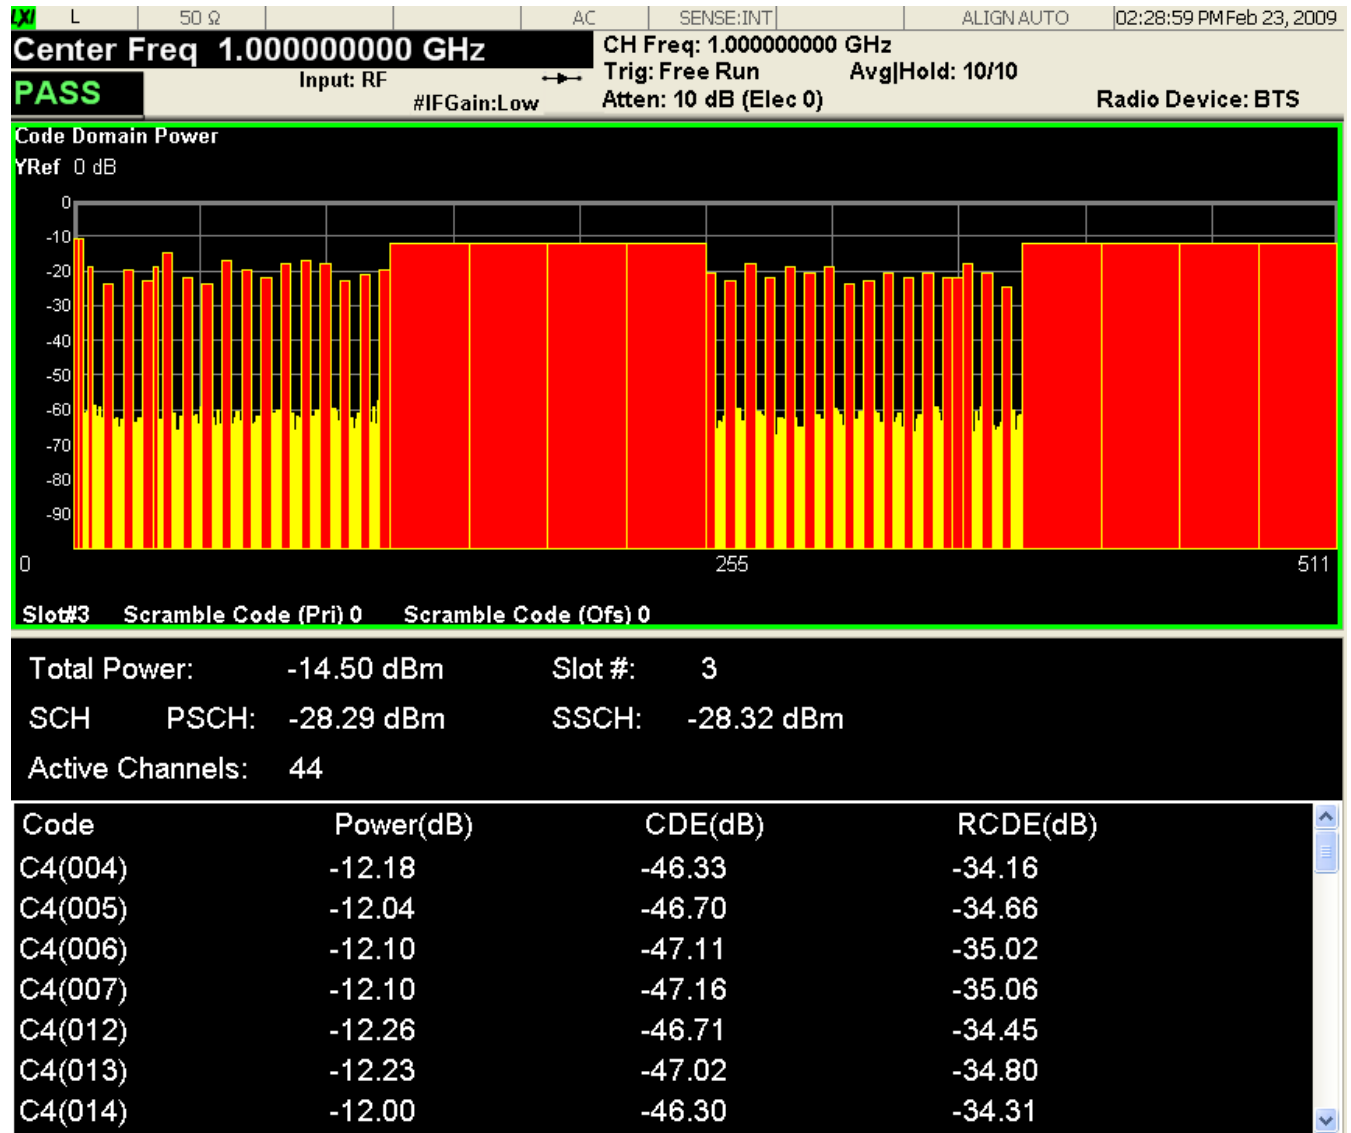 LXI L 50 Ω AC SENSE:INT ALIGN AUTO 02:28:59 PM Feb 23, 2009
Center Freq 1.000000000 GHz
CH Freq: 1.000000000 GHz
Input: RF Trig: Free Run Avg|Hold: 10/10
PASS
#IFGain:Low Atten: 10 dB (Elec 0) Radio Device: BTS
Code Domain Power
YRef 0 dB
0
-10
-20
-30
-40
-50
-60
-70
-80
-90
0 255 511
Slot#3 Scramble Code (Pri) 0 Scramble Code (Ofs) 0
Total Power: -14.50 dBm Slot #: 3
SCH PSCH: -28.29 dBm SSCH: -28.32 dBm
Active Channels: 44
Code Power(dB) CDE(dB) RCDE(dB)
C4(004) -12.18 -46.33 -34.16
C4(005) -12.04 -46.70 -34.66
C4(006) -12.10 -47.11 -35.02
C4(007) -12.10 -47.16 -35.06
C4(012) -12.26 -46.71 -34.45
C4(013) -12.23 -47.02 -34.80
C4(014) -12.00 -46.30 -34.31